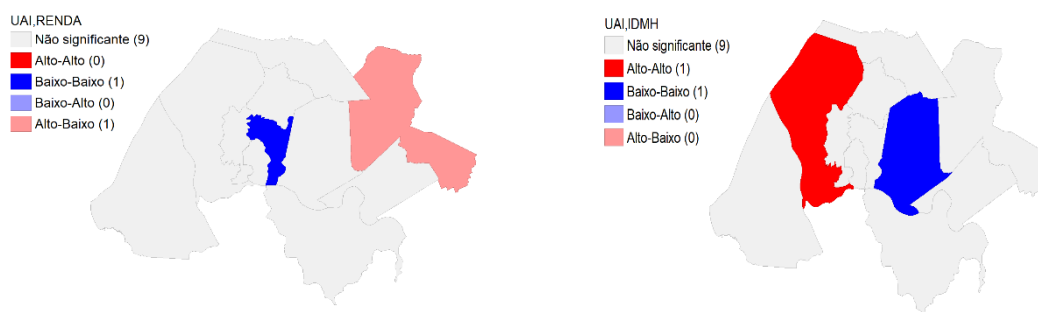 UAI,RENDA
Não significante (9)
Alto-Alto (0)
Baixo-Baixo (1)
Baixo-Alto (0)
Alto-Baixo (1)
UAI,IDMH
Não significante (9)
Alto-Alto (1)
Baixo-Baixo (1)
Baixo-Alto (0)
Alto-Baixo (0)